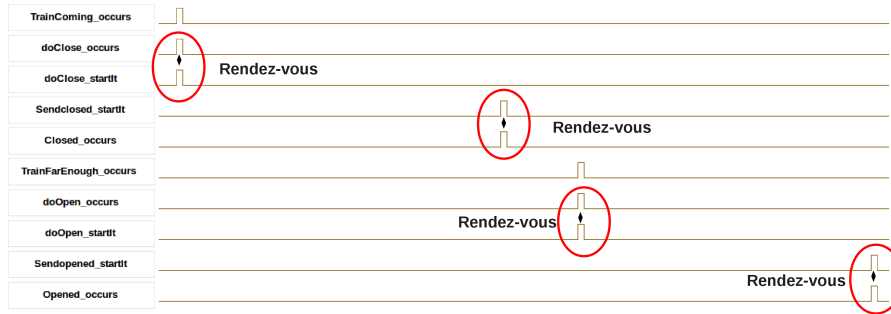 TrainComing_occurs
doClose_occurs
Rendez-vous
doClose_startIt
Sendclosed_startIt
Rendez-vous
Closed_occurs
TrainFarEnough_occurs
doOpen_occurs
Rendez-vous
doOpen_startIt
Sendopened_startIt
Rendez-vous
Opened_occurs